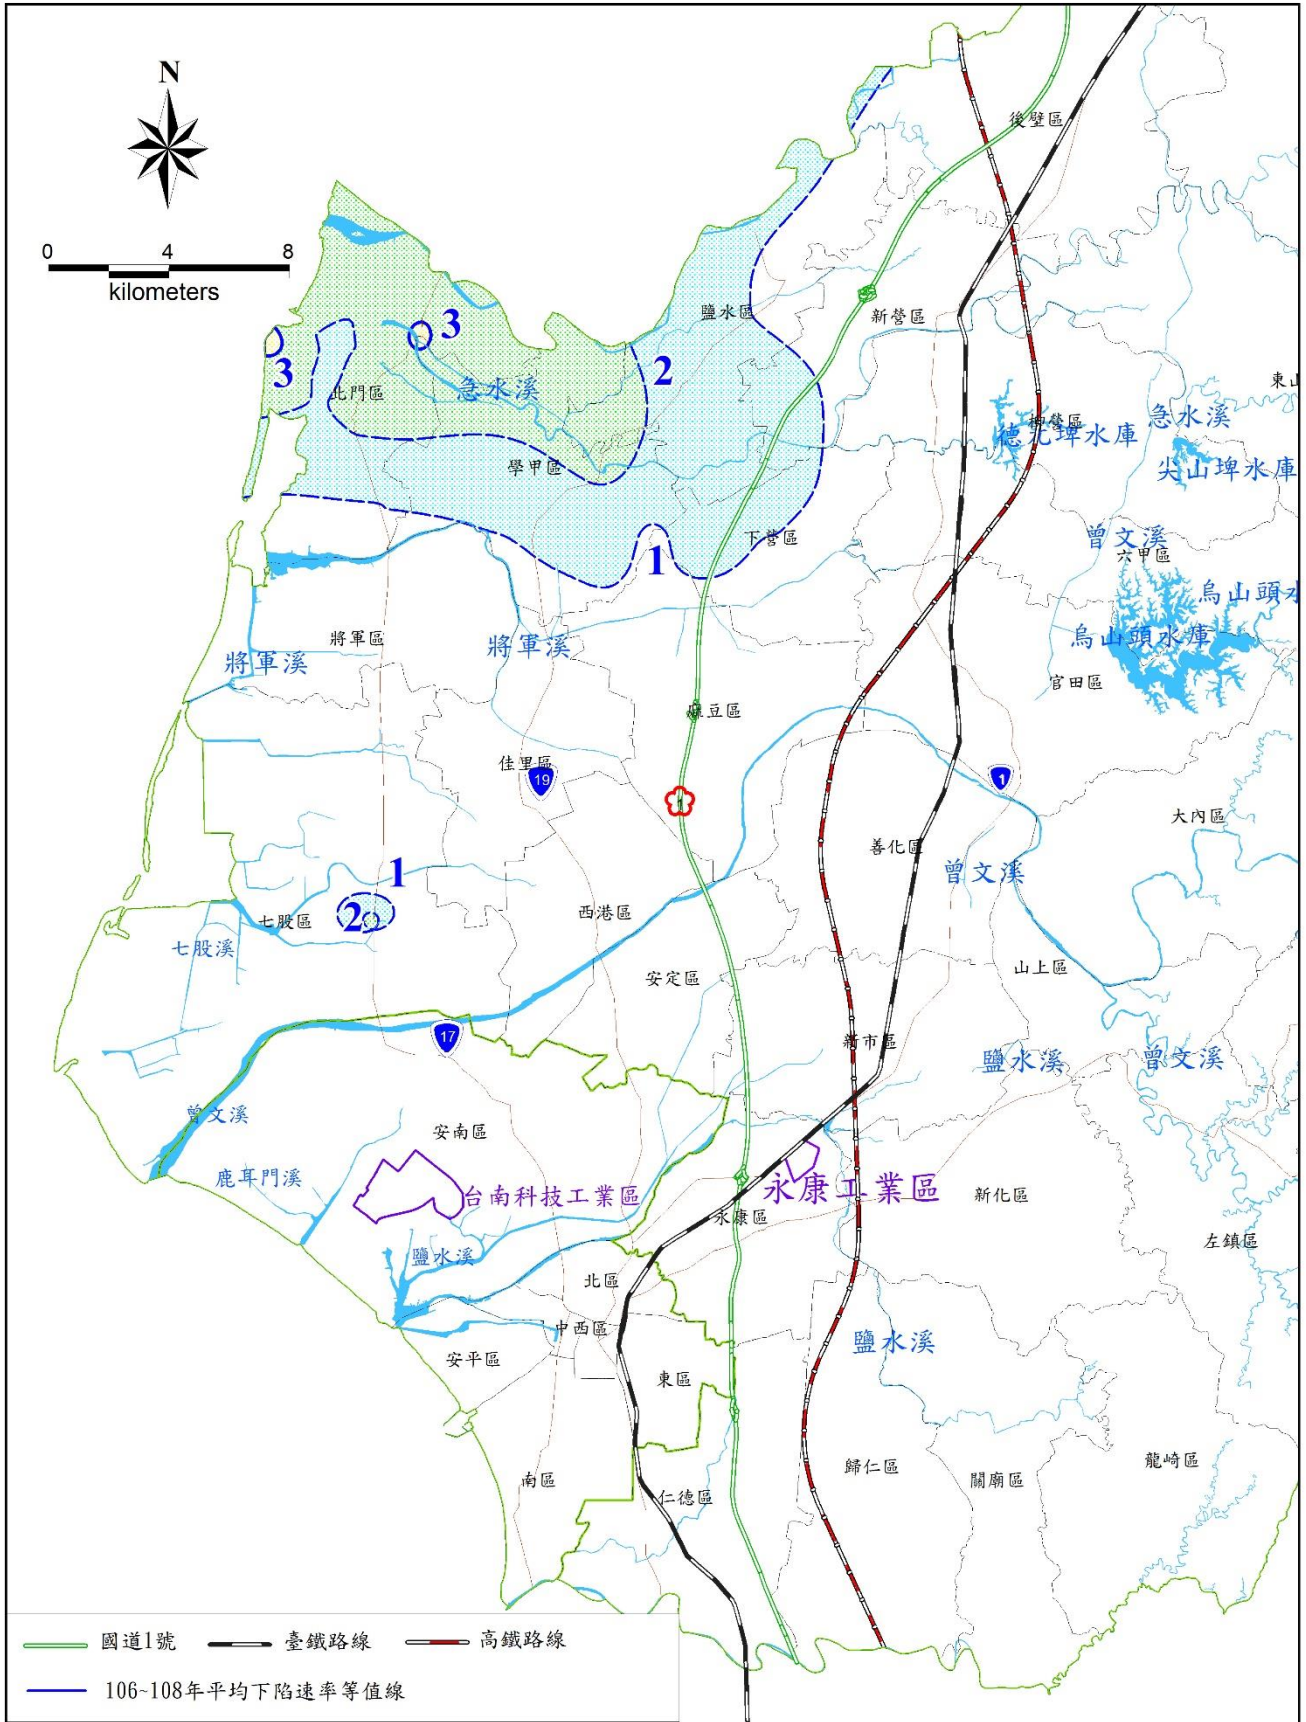 N
0 4 8
kilometers
後壁區
鹽水區
新營區
3
3
2
北門區
急水溪
東山
柳營區
德元埤水庫
急水溪
尖山埤水庫
學甲區
下營區
1
曾文溪
六甲區
烏山頭水
烏山頭水庫
將軍區
將軍溪
將軍溪
官田區
麻豆區
佳里區
19
1
1
大內區
善化區
曾文溪
1
2
七股區
西港區
七股溪
安定區
山上區
17
新市區
鹽水溪
曾文溪
曾文溪
安南區
鹿耳門溪
台南科技工業區
永康工業區
新化區
永康區
左鎮區
鹽水溪
北區
中西區
鹽水溪
安平區
東區
歸仁區
關廟區
龍崎區
南區
仁德區
國道1號 臺鐵路線 高鐵路線
106~108年平均下陷速率等值線